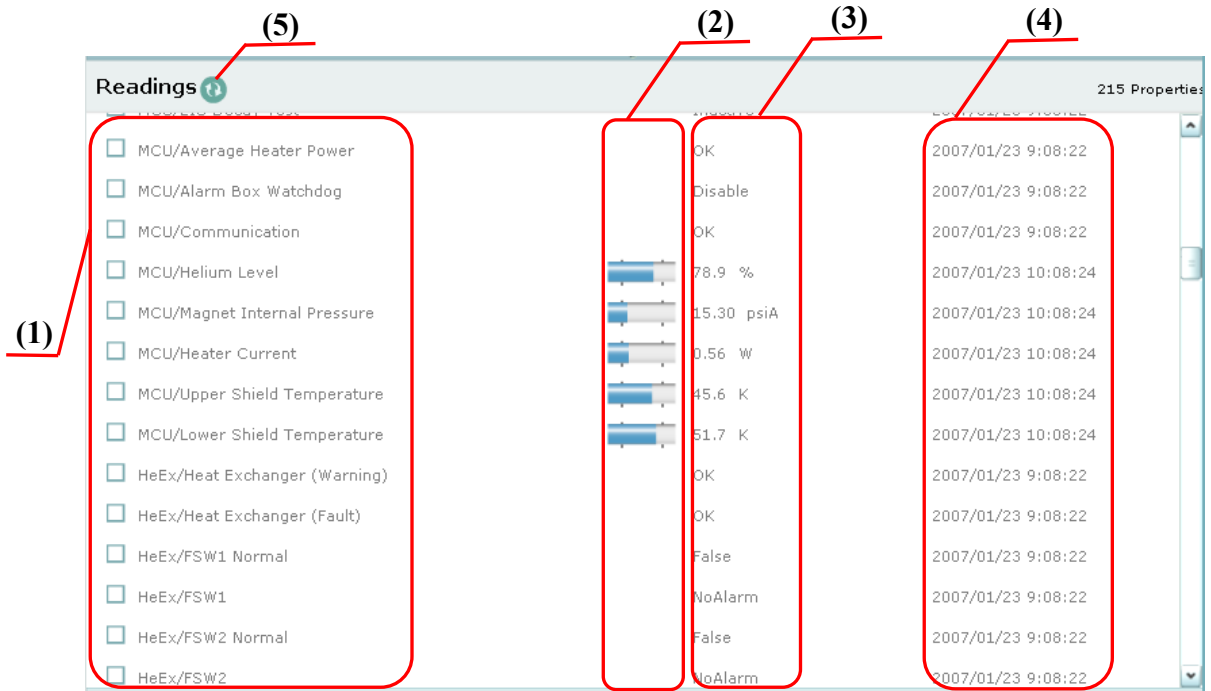 (5) (2) (3) (4)
Readings 215 Properties
MCU/Average Heater Power OK 2007/01/23 9:08:22
MCU/Alarm Box Watchdog Disable 2007/01/23 9:08:22
MCU/Communication OK 2007/01/23 9:08:22
MCU/Helium Level 78.9 % 2007/01/23 10:08:24
MCU/Magnet Internal Pressure 15.30 psiA 2007/01/23 10:08:24
(1)
MCU/Heater Current 0.56 W 2007/01/23 10:08:24
MCU/Upper Shield Temperature 45.6 K 2007/01/23 10:08:24
MCU/Lower Shield Temperature 51.7 K 2007/01/23 10:08:24
HeEx/Heat Exchanger (Warning) OK 2007/01/23 9:08:22
HeEx/Heat Exchanger (Fault) OK 2007/01/23 9:08:22
HeEx/FSW1 Normal False 2007/01/23 9:08:22
HeEx/FSW1 NoAlarm 2007/01/23 9:08:22
HeEx/FSW2 Normal False 2007/01/23 9:08:22
HeEx/FSW2 NoAlarm 2007/01/23 9:08:22